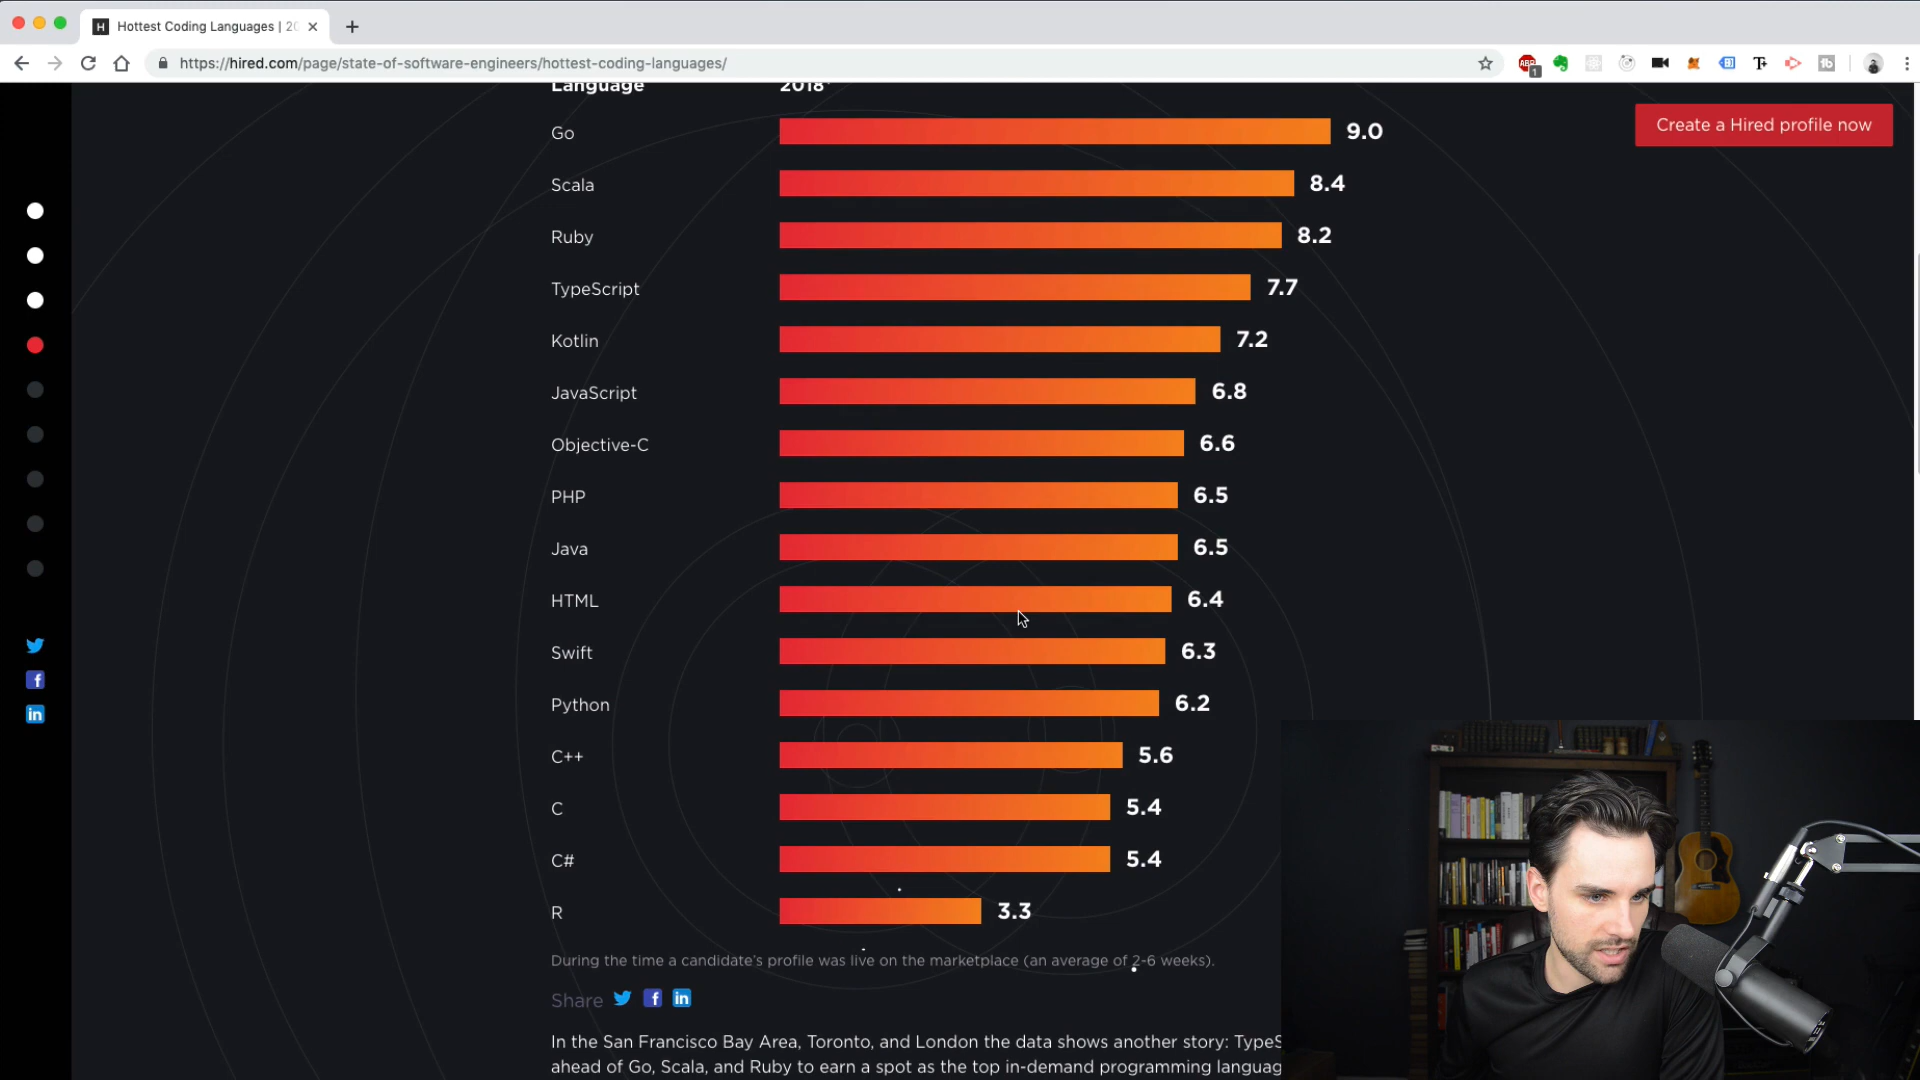 Hottest Coding Languages | 20
https://hired.com/page/state-of-software-engineers/hottest-coding-languages/
ABP
1
Language 2018*
Create a Hired profile now
Go 9.0
Scala 8.4
Ruby 8.2
TypeScript 7.7
Kotlin 7.2
JavaScript 6.8
Objective-C 6.6
PHP 6.5
Java 6.5
HTML 6.4
Swift 6.3
Python 6.2
C++ 5.6
C 5.4
C# 5.4
R 3.3
During the time a candidate's profile was live on the marketplace (an average of 2-6 weeks).
Share
In the San Francisco Bay Area, Toronto, and London the data shows another story: TypeS
ahead of Go, Scala, and Ruby to earn a spot as the top in-demand programming languag